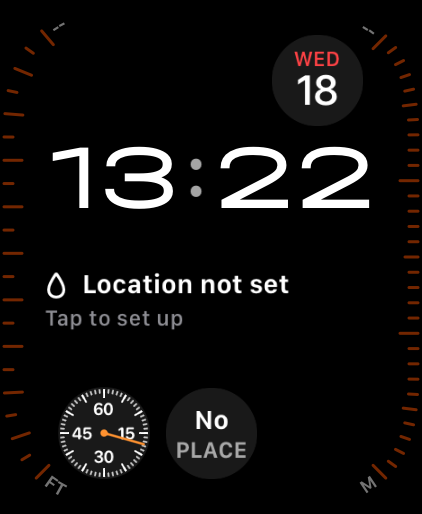 --
--
WED
18
13:22
Location not set
Tap to set up
60
45
15
30
No
PLACE
FT
M